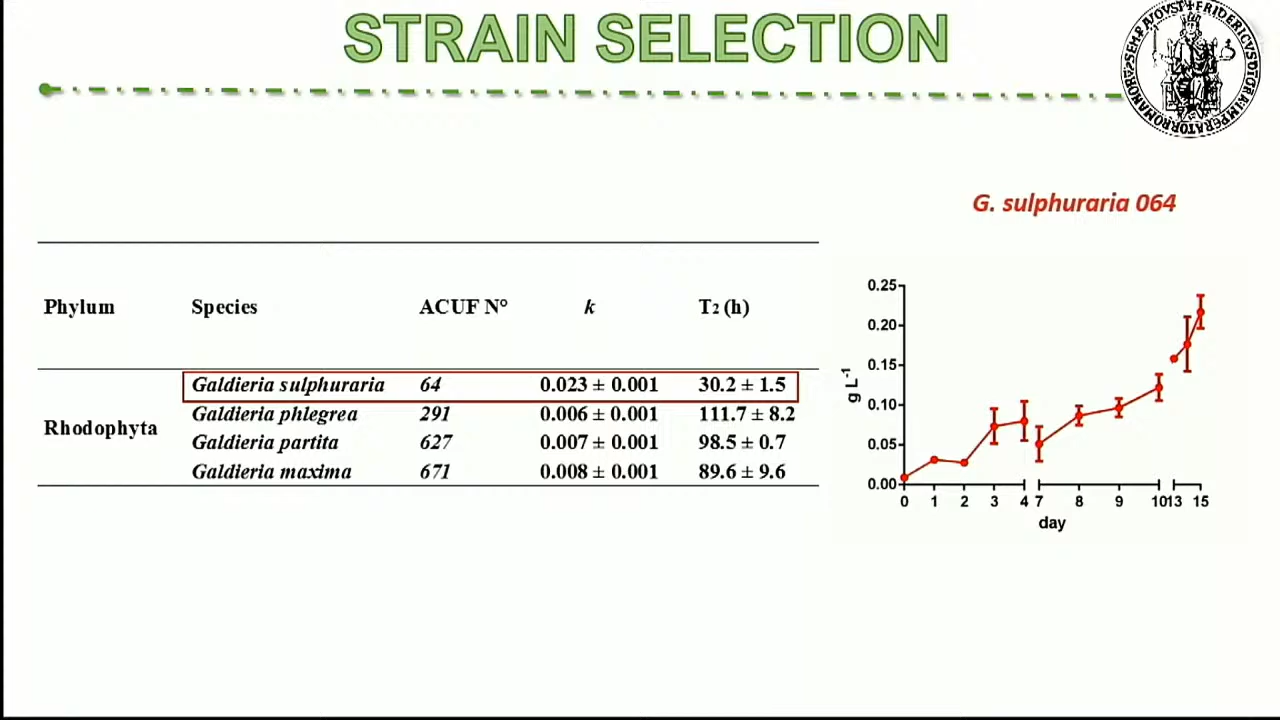 STRAIN SELECTION
G. sulphuraria 064
Phylum Species ACUF N° k T₂ (h)
Rhodophyta
Galdieria sulphuraria 64 0.023 ± 0.001 30.2 ± 1.5
Galdieria phlegrea 291 0.006 ± 0.001 111.7 ± 8.2
Galdieria partita 627 0.007 ± 0.001 98.5 ± 0.7
Galdieria maxima 671 0.008 ± 0.001 89.6 ± 9.6
0.25
0.20
0.15
0.10
0.05
0.00
g L⁻¹
0 1 2 3 4 7 8 9 10 13 15
day